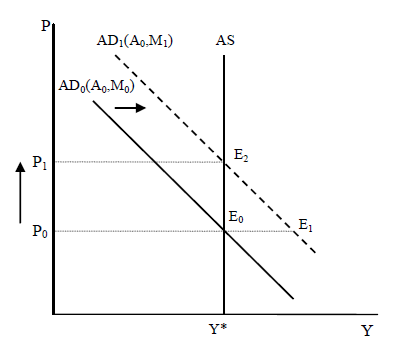 P
AD₁(A₀,M₁)
AS
AD₀(A₀,M₀)
P₁
E₂
P₀
E₀
E₁
Y*
Y